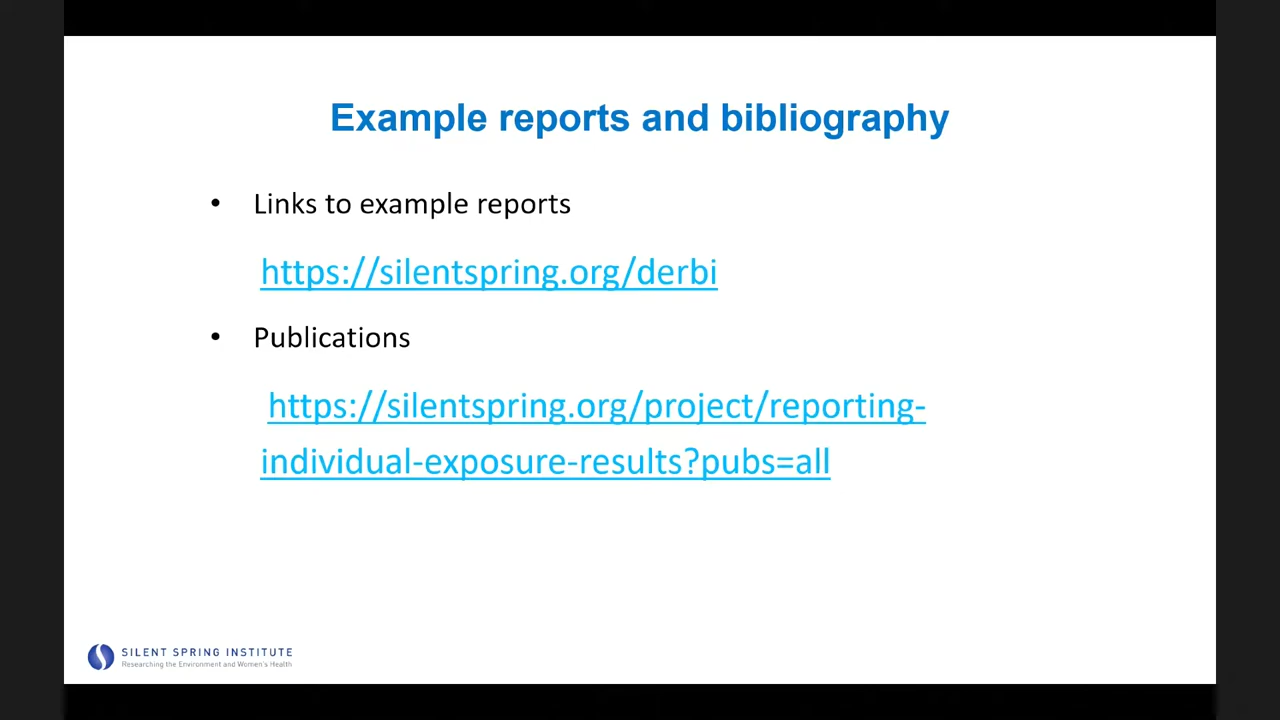 Example reports and bibliography
• Links to example reports
https://silentspring.org/derbi
• Publications
https://silentspring.org/project/reporting-
individual-exposure-results?pubs=all
SILENT SPRING INSTITUTE
Researching the Environment and Women's Health